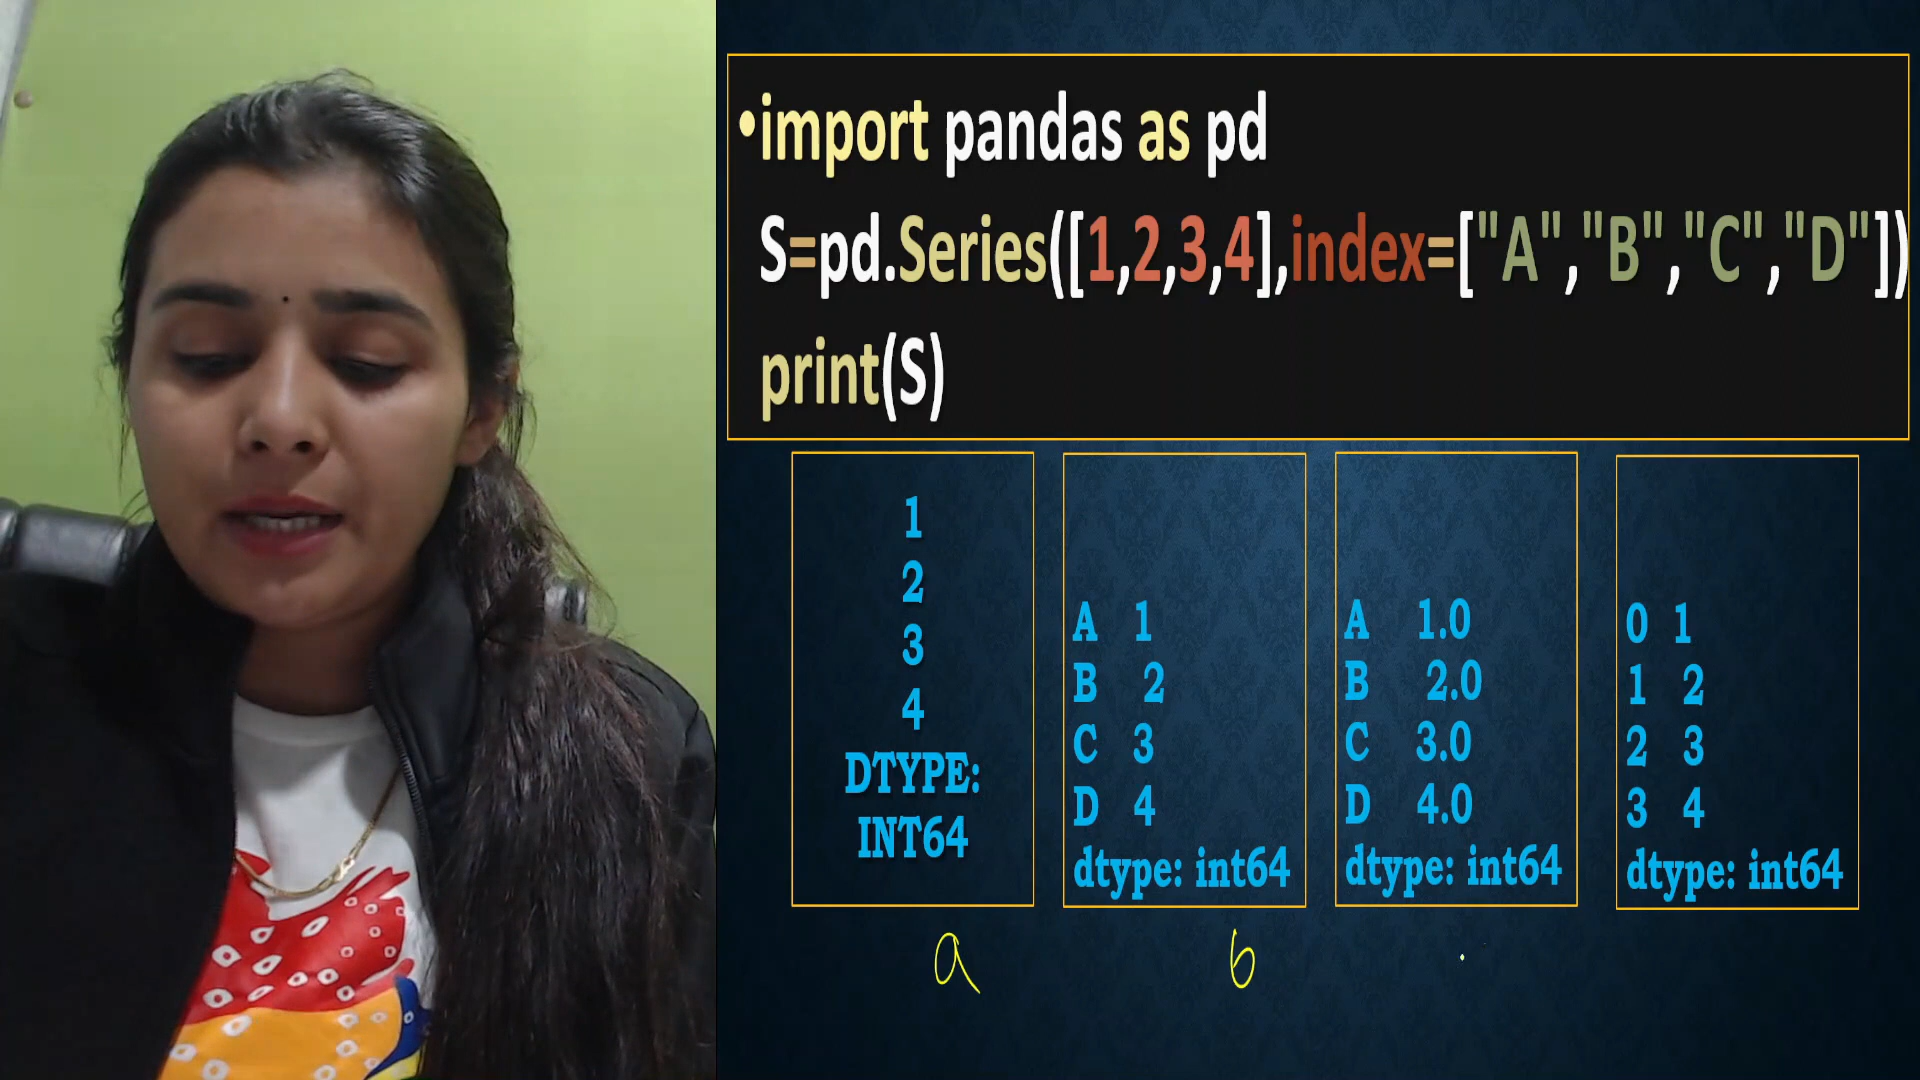 •import pandas as pd
S=pd.Series([1,2,3,4],index=["A","B","C","D"])
print(S)
1
2
3
4
DTYPE:
INT64
A 1
B 2
C 3
D 4
dtype: int64
A 1.0
B 2.0
C 3.0
D 4.0
dtype: int64
0 1
1 2
2 3
3 4
dtype: int64
a
b